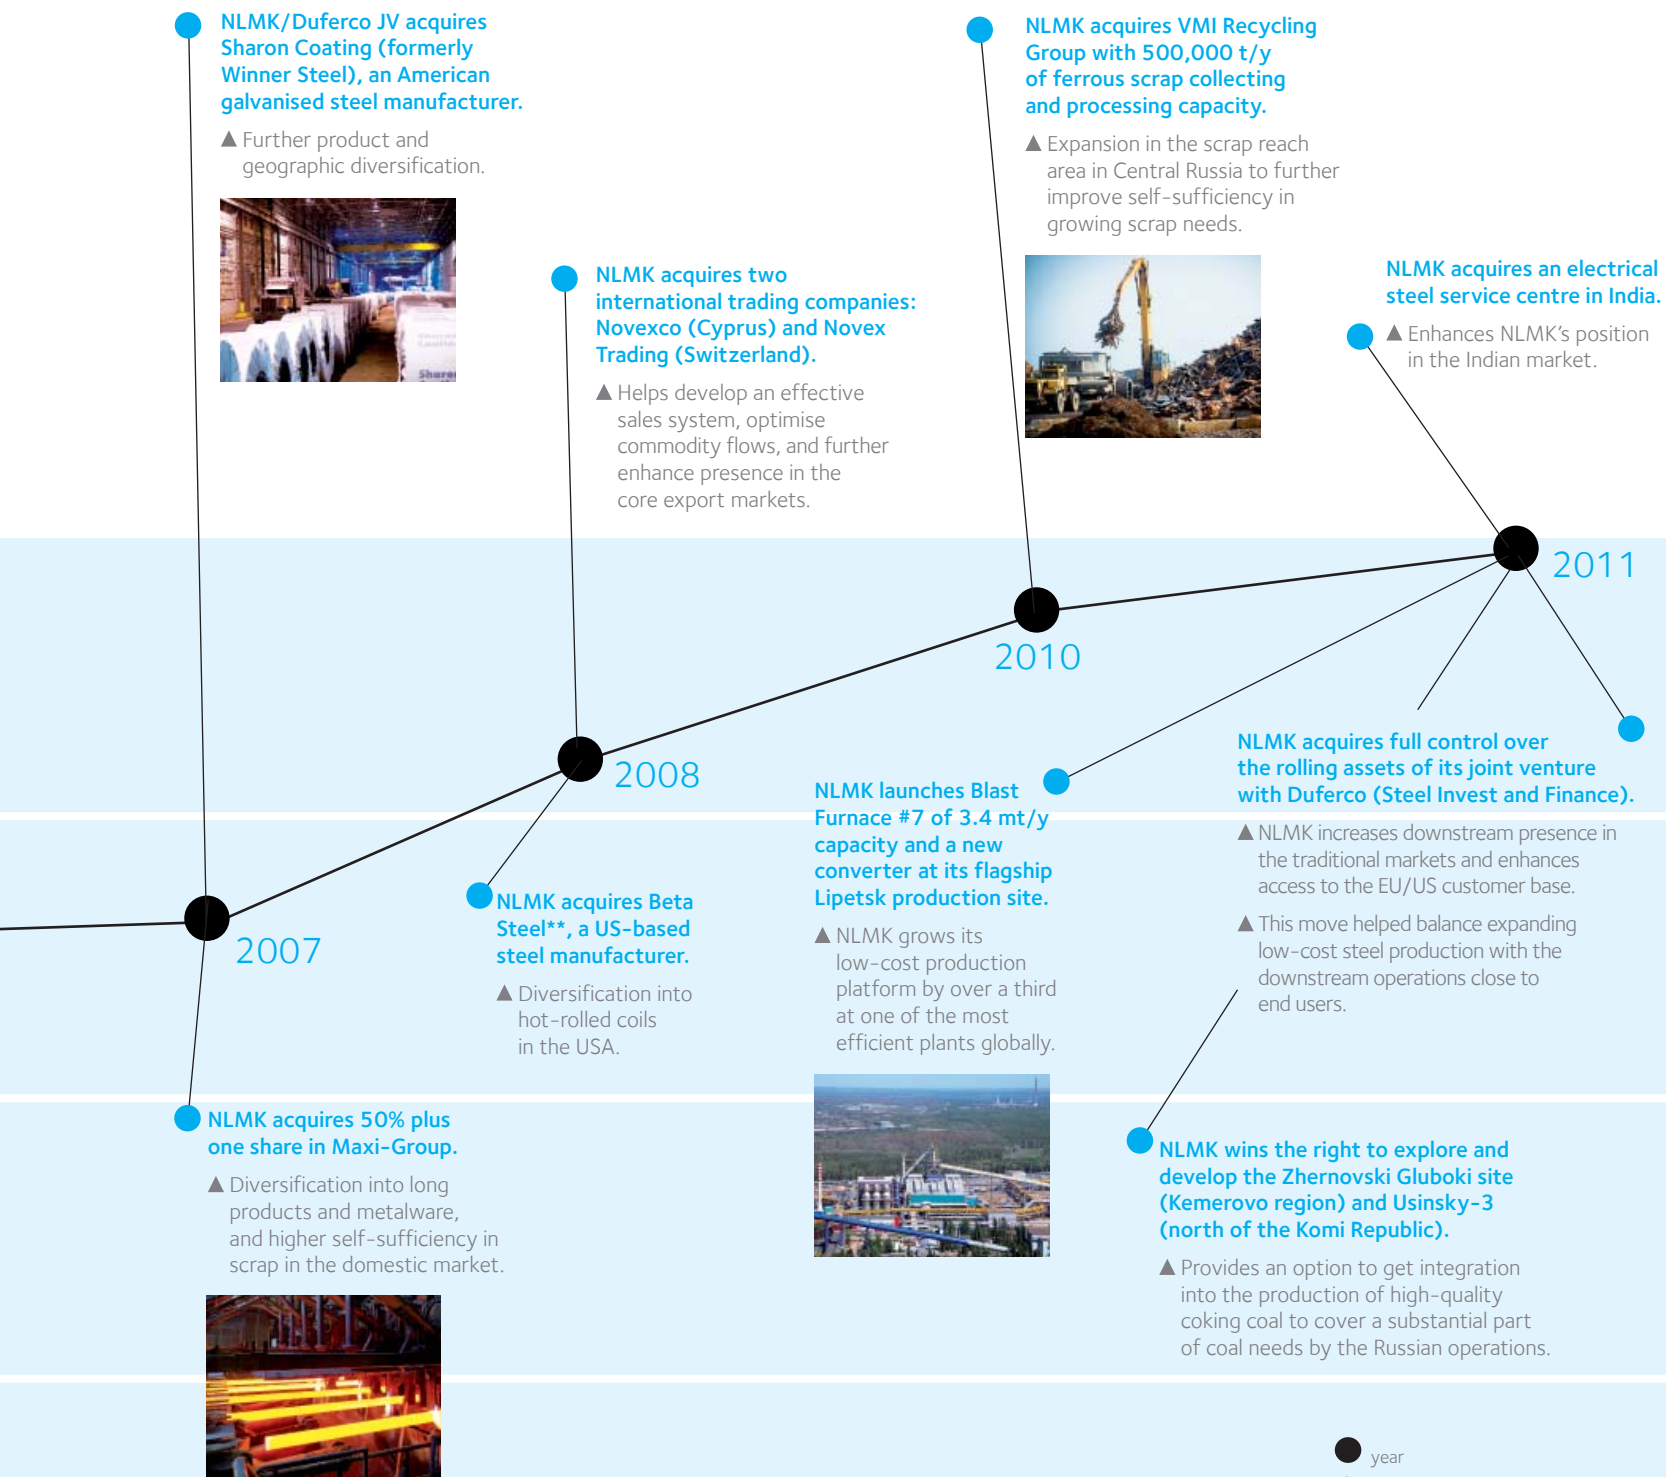 NLMK/Duferco JV acquires
Sharon Coating (formerly
Winner Steel), an American
galvanised steel manufacturer.
▲ Further product and
geographic diversification.
NLMK acquires two
international trading companies:
Novexco (Cyprus) and Novex
Trading (Switzerland).
▲ Helps develop an effective
sales system, optimise
commodity flows, and further
enhance presence in the
core export markets.
NLMK acquires VMI Recycling
Group with 500,000 t/y
of ferrous scrap collecting
and processing capacity.
▲ Expansion in the scrap reach
area in Central Russia to further
improve self-sufficiency in
growing scrap needs.
NLMK acquires an electrical
steel service centre in India.
▲ Enhances NLMK’s position
in the Indian market.
2011
2010
2008
2007
NLMK acquires Beta
Steel**, a US-based
steel manufacturer.
▲ Diversification into
hot-rolled coils
in the USA.
NLMK launches Blast
Furnace #7 of 3.4 mt/y
capacity and a new
converter at its flagship
Lipetsk production site.
▲ NLMK grows its
low-cost production
platform by over a third
at one of the most
efficient plants globally.
NLMK acquires full control over
the rolling assets of its joint venture
with Duferco (Steel Invest and Finance).
▲ NLMK increases downstream presence in
the traditional markets and enhances
access to the EU/US customer base.
▲ This move helped balance expanding
low-cost steel production with the
downstream operations close to
end users.
NLMK acquires 50% plus
one share in Maxi-Group.
▲ Diversification into long
products and metalware,
and higher self-sufficiency in
scrap in the domestic market.
NLMK wins the right to explore and
develop the Zhernovski Gluboki site
(Kemerovo region) and Usinsky-3
(north of the Komi Republic).
▲ Provides an option to get integration
into the production of high-quality
coking coal to cover a substantial part
of coal needs by the Russian operations.
year